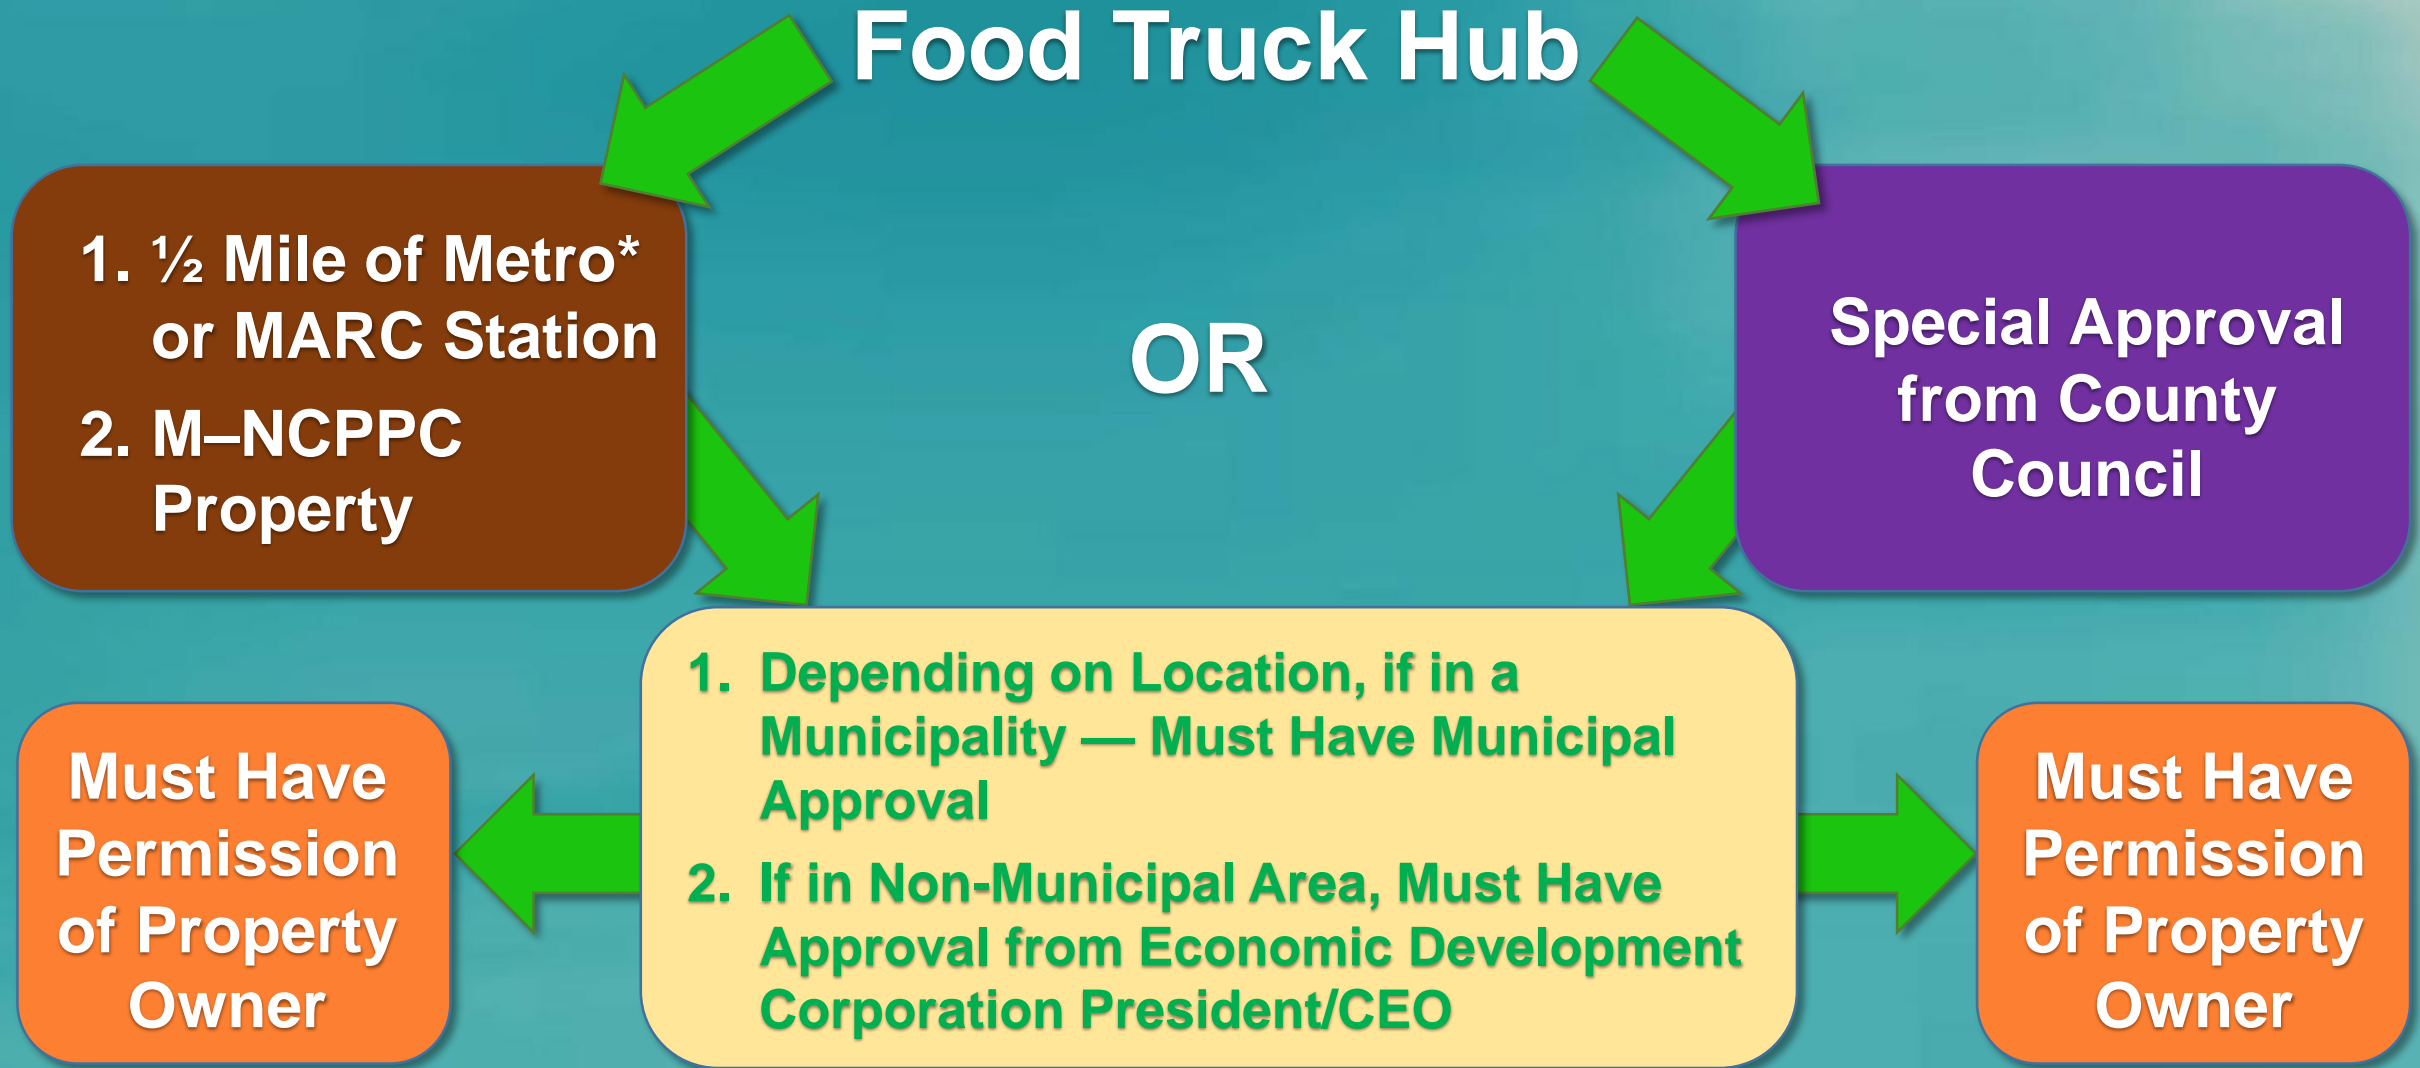 Food Truck Hub
1. ½ Mile of Metro*
or MARC Station
2. M–NCPPC
Property
OR
Special Approval
from County
Council
1. Depending on Location, if in a
Municipality — Must Have Municipal
Approval
2. If in Non-Municipal Area, Must Have
Approval from Economic Development
Corporation President/CEO
Must Have
Permission
of Property
Owner
Must Have
Permission
of Property
Owner